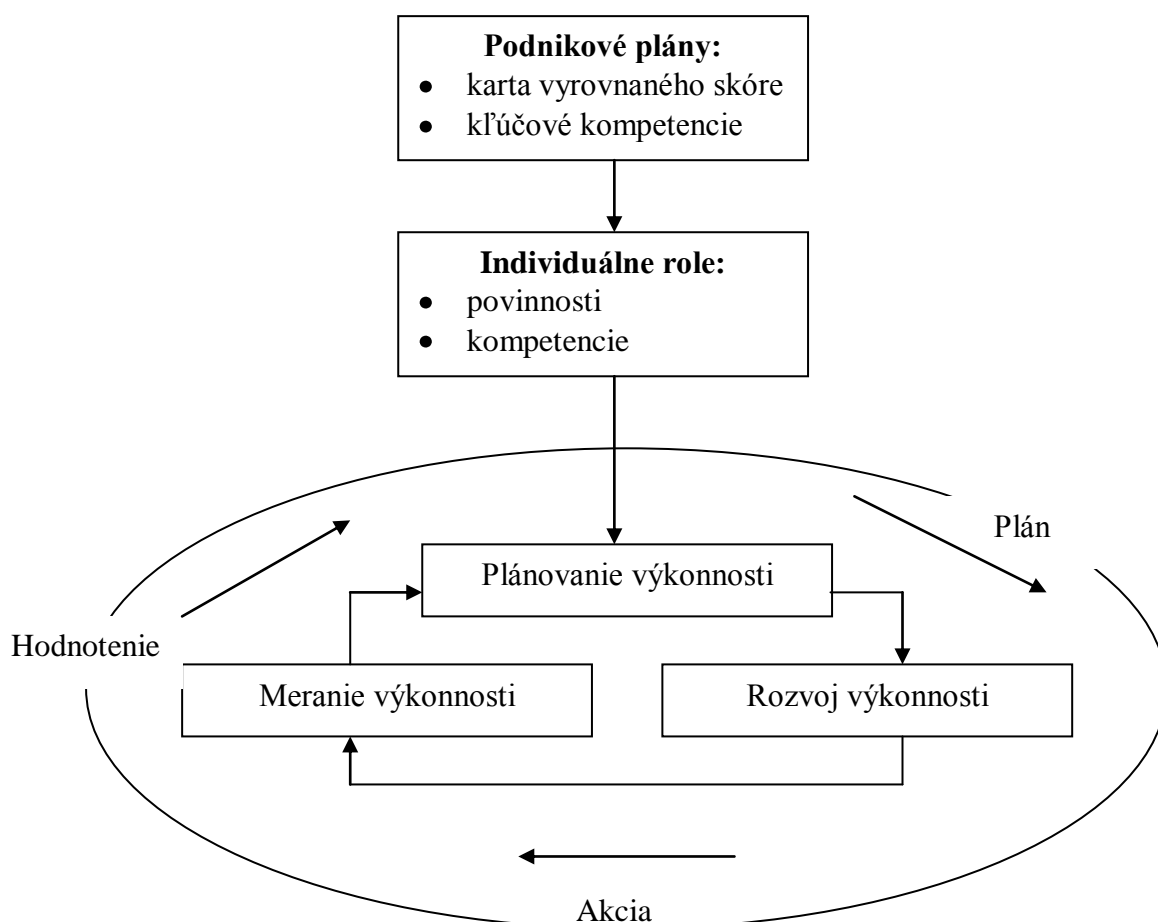 Podnikové plány:
• karta vyrovnaného skóre
• kľúčové kompetencie
Individuálne role:
• povinnosti
• kompetencie
Plán
Plánovanie výkonnosti
Hodnotenie
Meranie výkonnosti
Rozvoj výkonnosti
Akcia